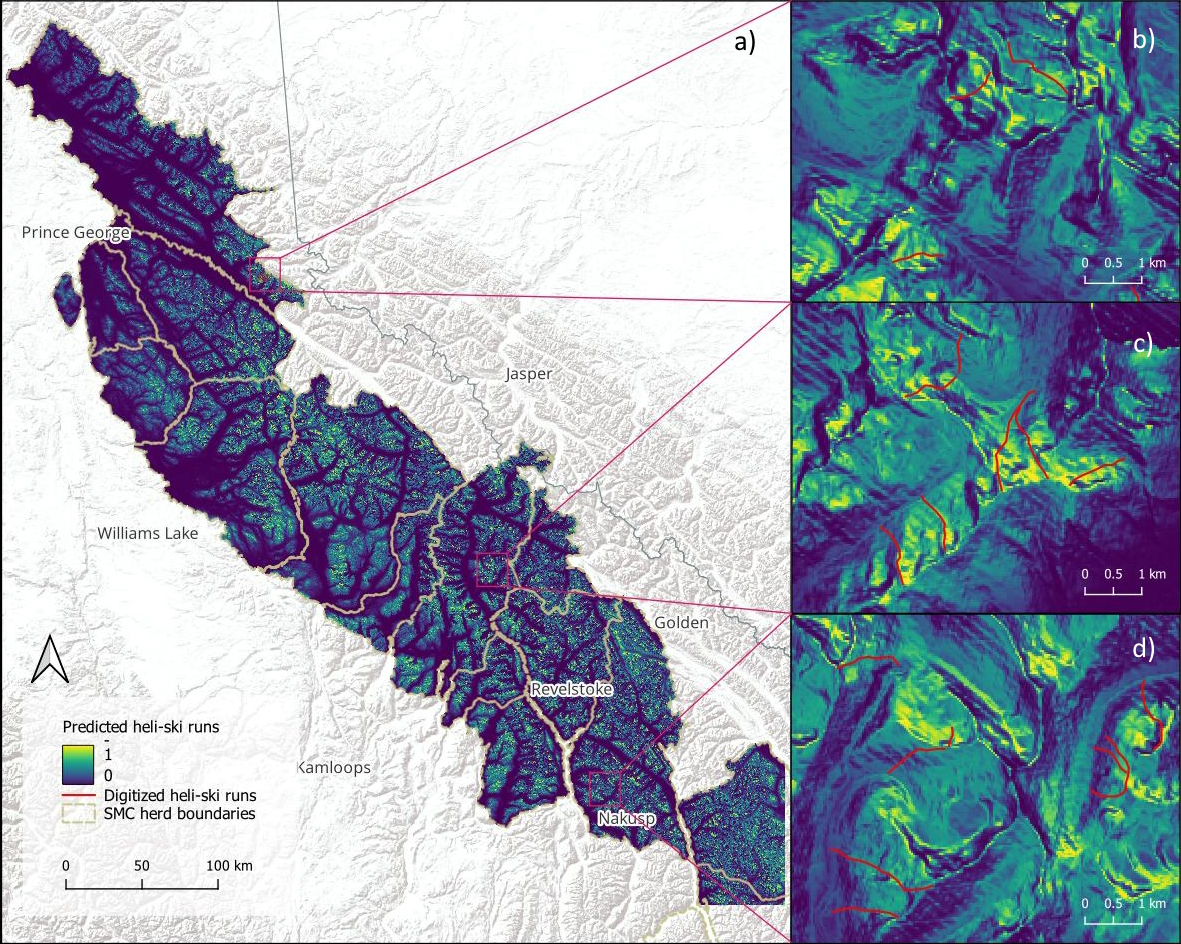 a)
Prince George
Jasper
Williams Lake
Golden
Revelstoke
Kamloops
Nakusp
Predicted heli-ski runs
1
0
Digitized heli-ski runs
SMC herd boundaries
0 50 100 km
b)
0 0.5 1 km
c)
0 0.5 1 km
d)
0 0.5 1 km